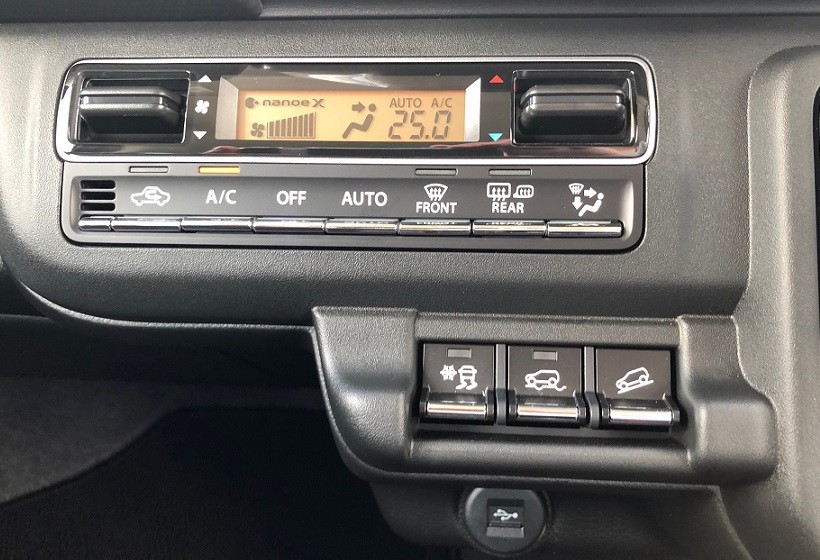 nanoe X
AUTO A/C
25.0
A/C OFF AUTO FRONT REAR